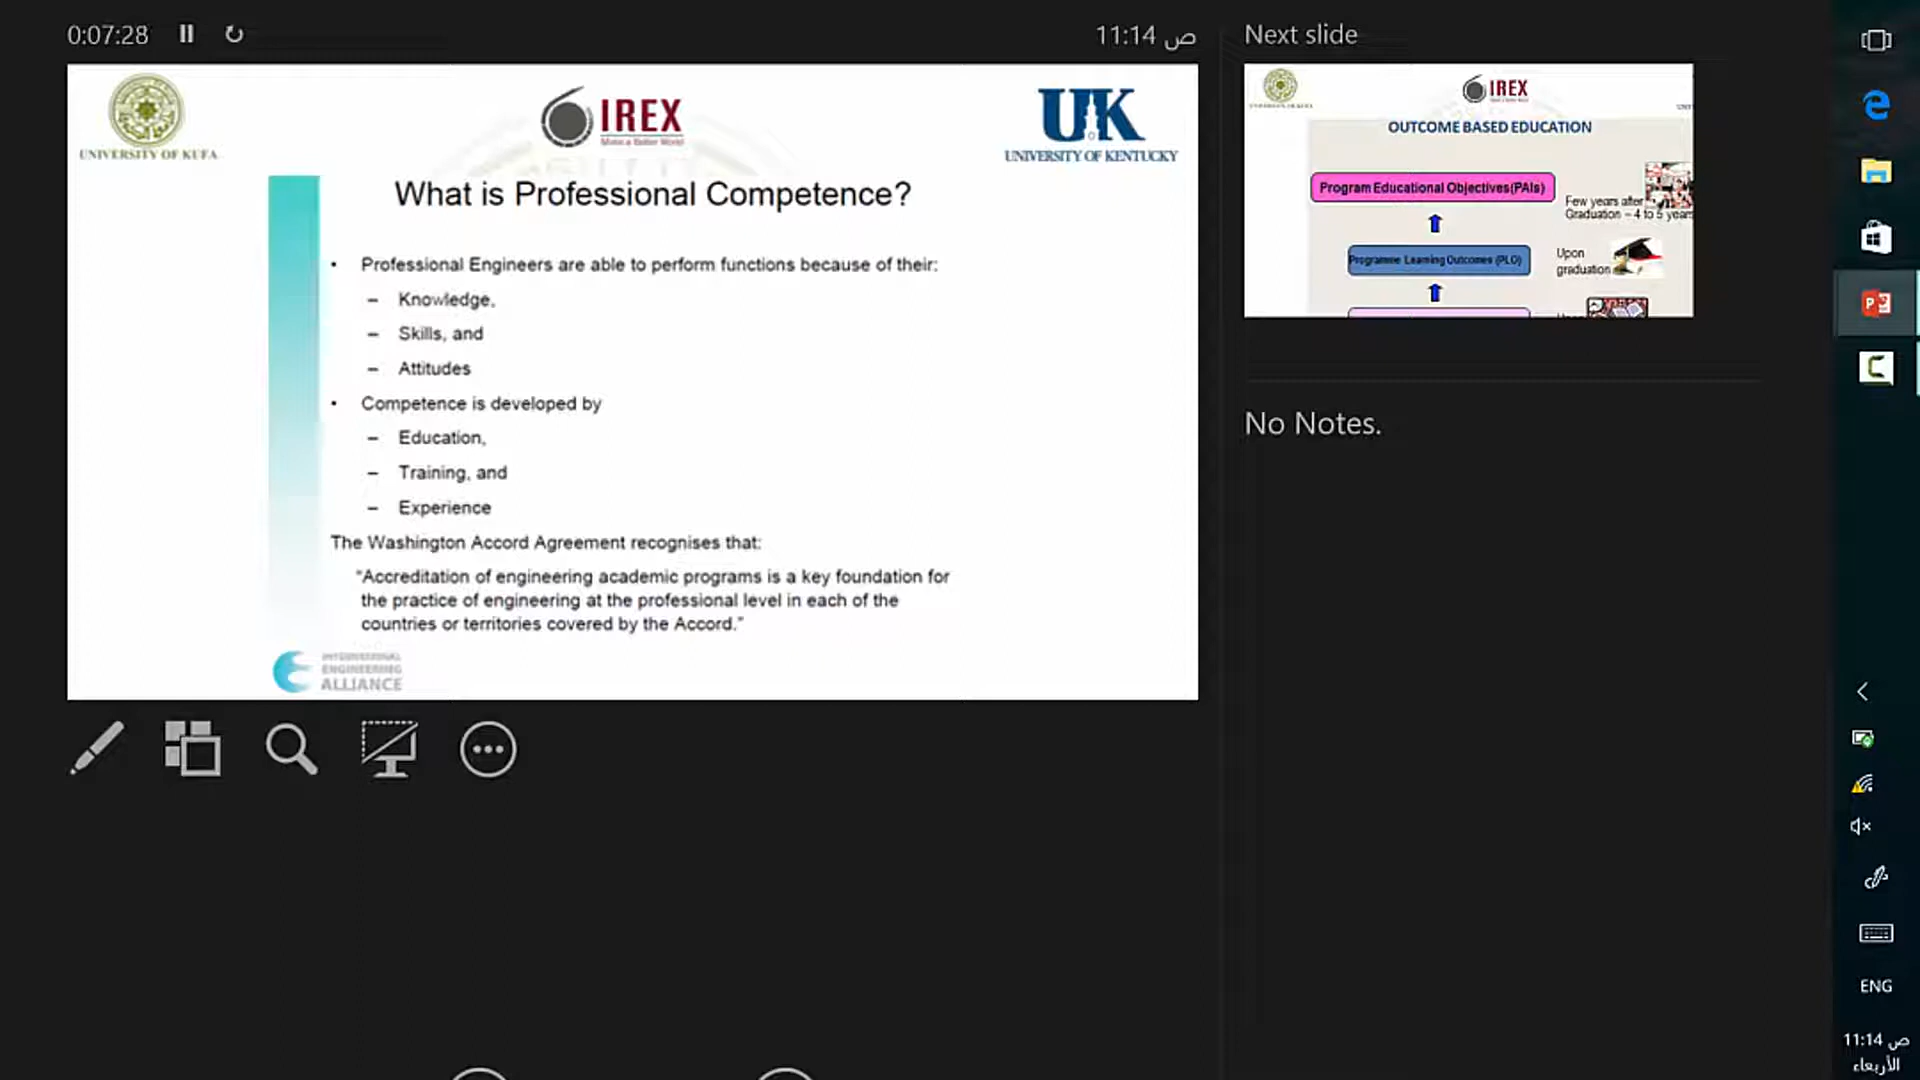 0:07:28
11:14 ص
Next slide
UNIVERSITY OF KUFA
IREX
Make a Better World
UK
UNIVERSITY OF KENTUCKY
What is Professional Competence?
• Professional Engineers are able to perform functions because of their:
– Knowledge,
– Skills, and
– Attitudes
• Competence is developed by
– Education,
– Training, and
– Experience
The Washington Accord Agreement recognises that:
"Accreditation of engineering academic programs is a key foundation for
the practice of engineering at the professional level in each of the
countries or territories covered by the Accord."
INTERNATIONAL
ENGINEERING
ALLIANCE
IREX
OUTCOME BASED EDUCATION
Program Educational Objectives(PAIs)
Few years after
Graduation – 4 to 5 years
Programme Learning Outcomes (PLO)
Upon
graduation
No Notes.
ENG
11:14 ص
الأربعاء